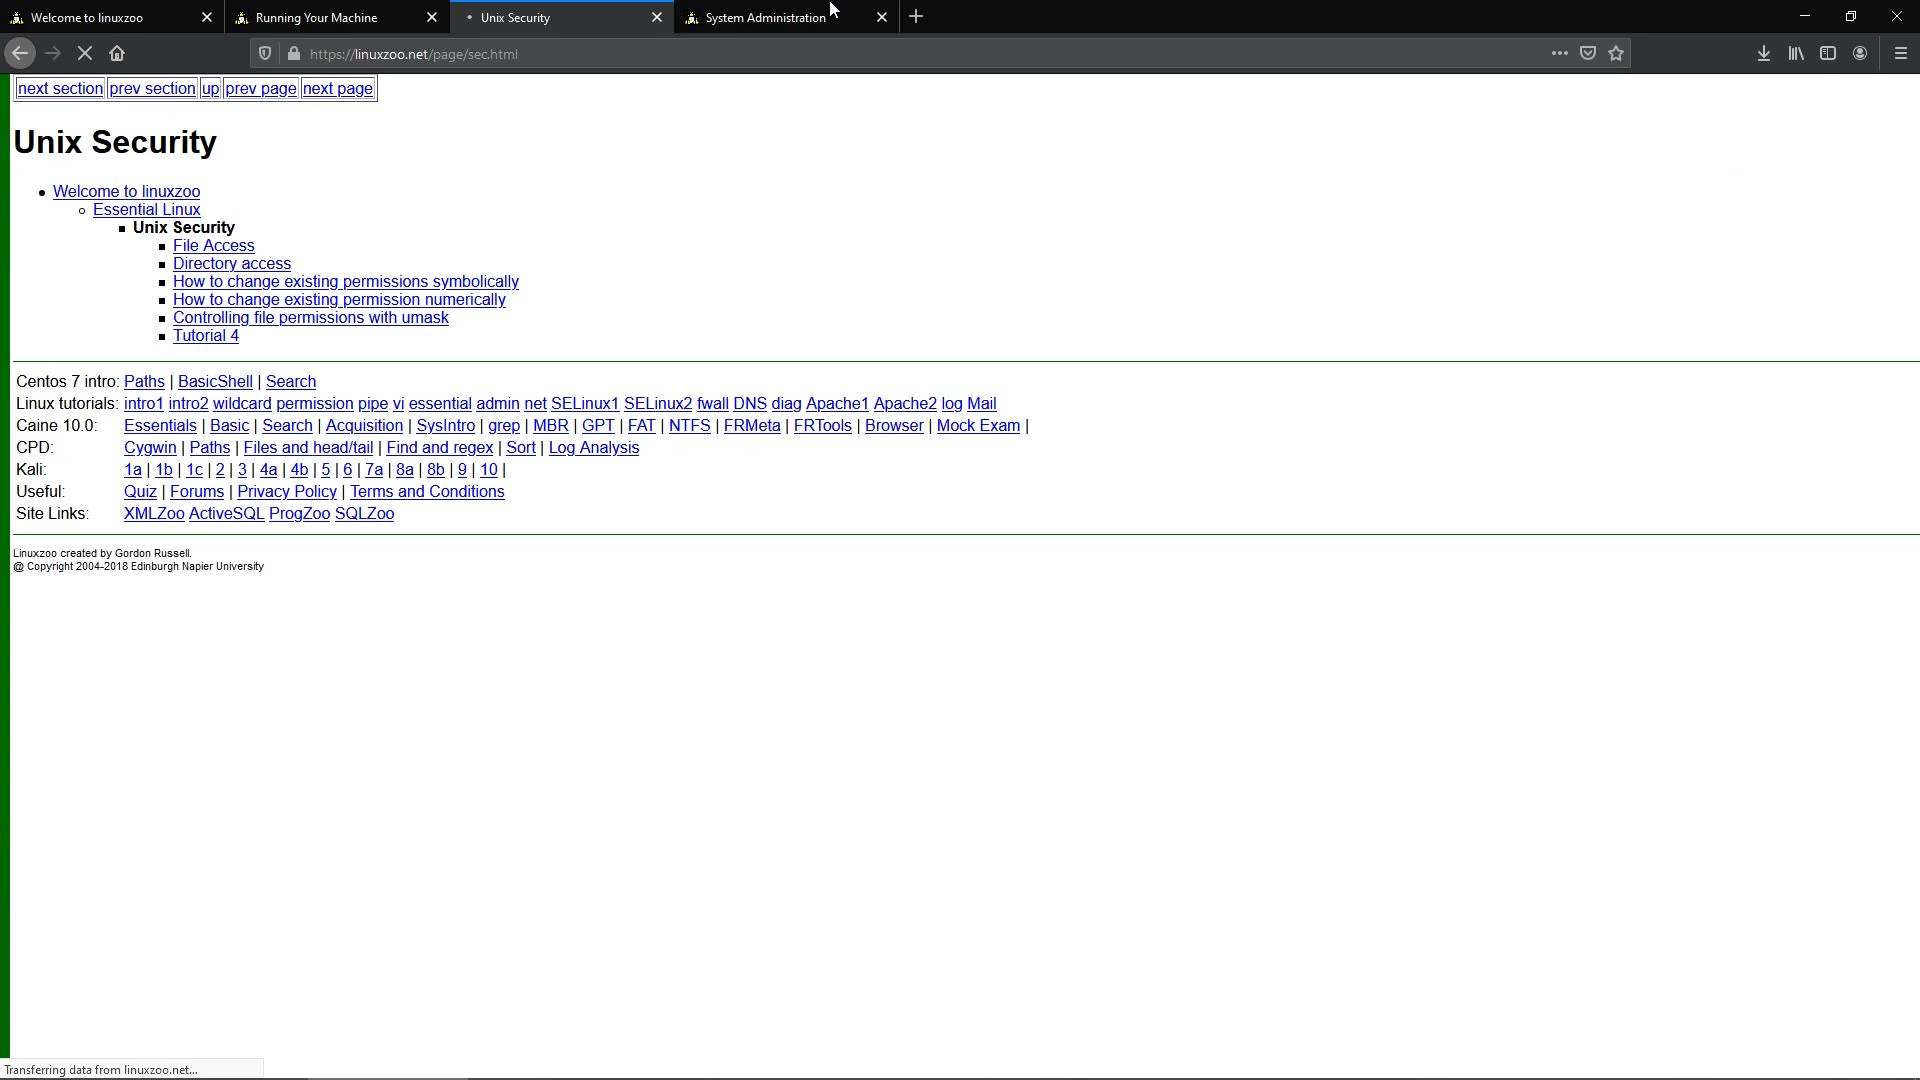 Welcome to linuxzoo
Running Your Machine
Unix Security
System Administration
https://linuxzoo.net/page/sec.html
next section prev section up prev page next page
Unix Security
Welcome to linuxzoo
Essential Linux
Unix Security
File Access
Directory access
How to change existing permissions symbolically
How to change existing permission numerically
Controlling file permissions with umask
Tutorial 4
Centos 7 intro: Paths | BasicShell | Search
Linux tutorials: intro1 intro2 wildcard permission pipe vi essential admin net SELinux1 SELinux2 fwall DNS diag Apache1 Apache2 log Mail
Caine 10.0: Essentials | Basic | Search | Acquisition | SysIntro | grep | MBR | GPT | FAT | NTFS | FRMeta | FRTools | Browser | Mock Exam |
CPD: Cygwin | Paths | Files and head/tail | Find and regex | Sort | Log Analysis
Kali: 1a | 1b | 1c | 2 | 3 | 4a | 4b | 5 | 6 | 7a | 8a | 8b | 9 | 10 |
Useful: Quiz | Forums | Privacy Policy | Terms and Conditions
Site Links: XMLZoo ActiveSQL ProgZoo SQLZoo
Linuxzoo created by Gordon Russell.
@ Copyright 2004-2018 Edinburgh Napier University
Transferring data from linuxzoo.net...